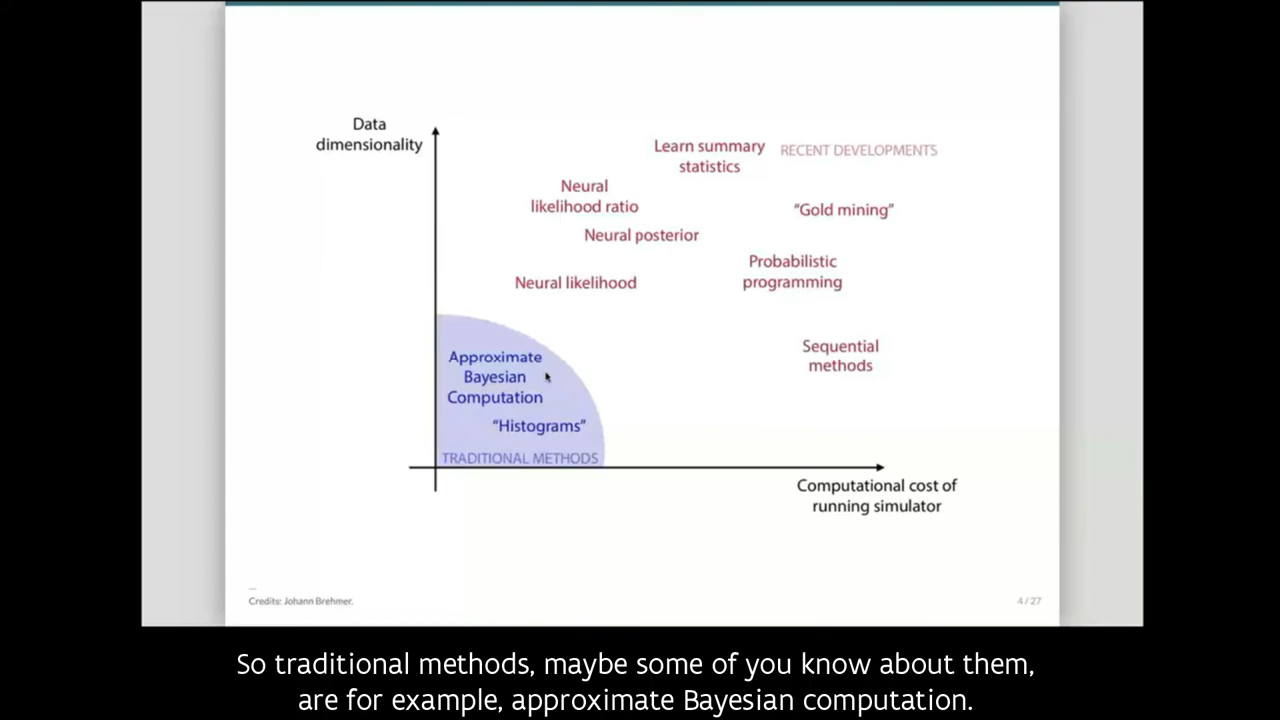 Data
dimensionality
Learn summary
statistics
RECENT DEVELOPMENTS
Neural
likelihood ratio
“Gold mining”
Neural posterior
Probabilistic
programming
Neural likelihood
Sequential
methods
Approximate
Bayesian
Computation
“Histograms”
TRADITIONAL METHODS
Computational cost of
running simulator
Credits: Johann Brehmer.
4 / 27
So traditional methods, maybe some of you know about them,
are for example, approximate Bayesian computation.